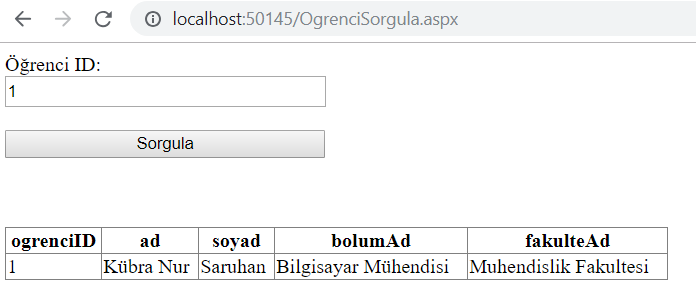 localhost:50145/OgrenciSorgula.aspx
Öğrenci ID:
1
Sorgula
ogrenciID ad soyad bolumAd fakulteAd
1 Kübra Nur Saruhan Bilgisayar Mühendisi Muhendislik Fakultesi